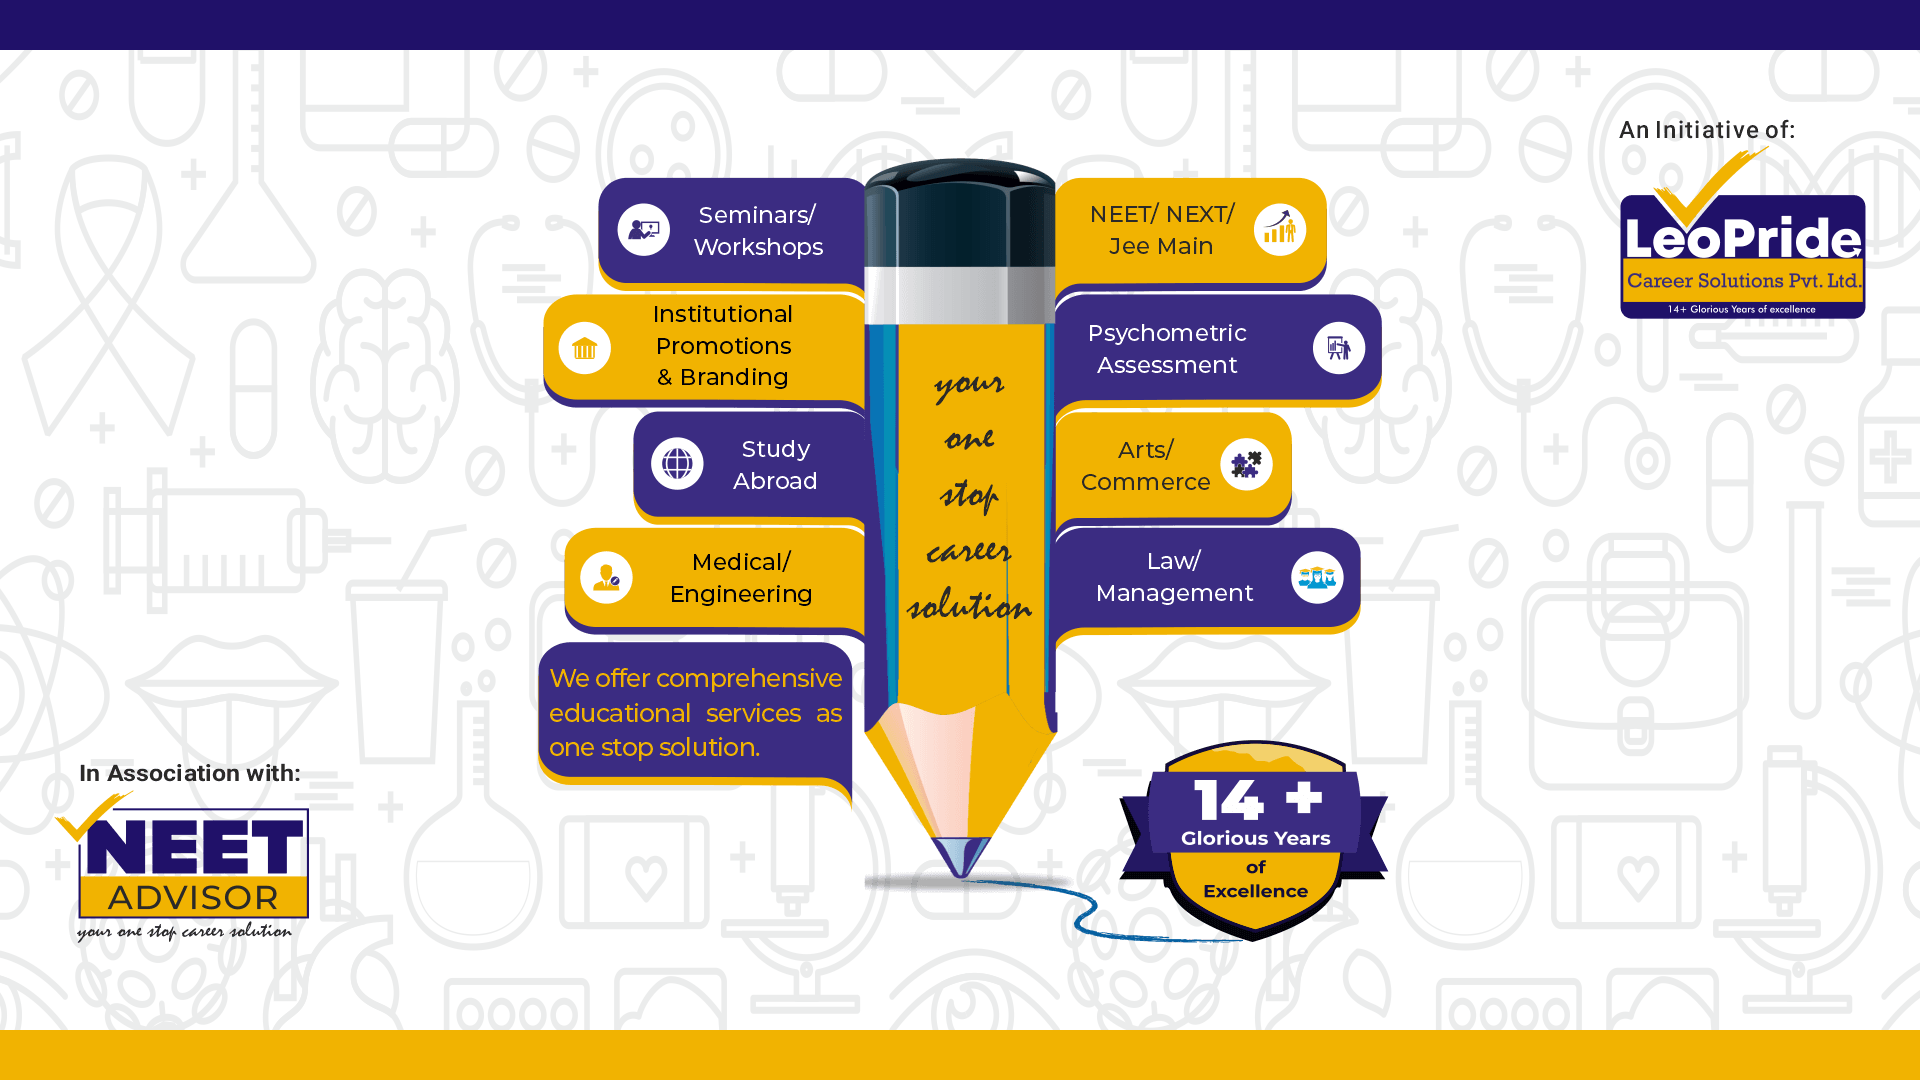 An Initiative of:
LeoPride
Career Solutions Pvt. Ltd.
14+ Glorious Years of excellence
Seminars/
Workshops
Institutional
Promotions
& Branding
Study
Abroad
Medical/
Engineering
We offer comprehensive
educational services as
one stop solution.
your
one
stop
career
solution
NEET/ NEXT/
Jee Main
Psychometric
Assessment
Arts/
Commerce
Law/
Management
In Association with:
NEET
ADVISOR
your one stop career solution
14 +
Glorious Years
of
Excellence